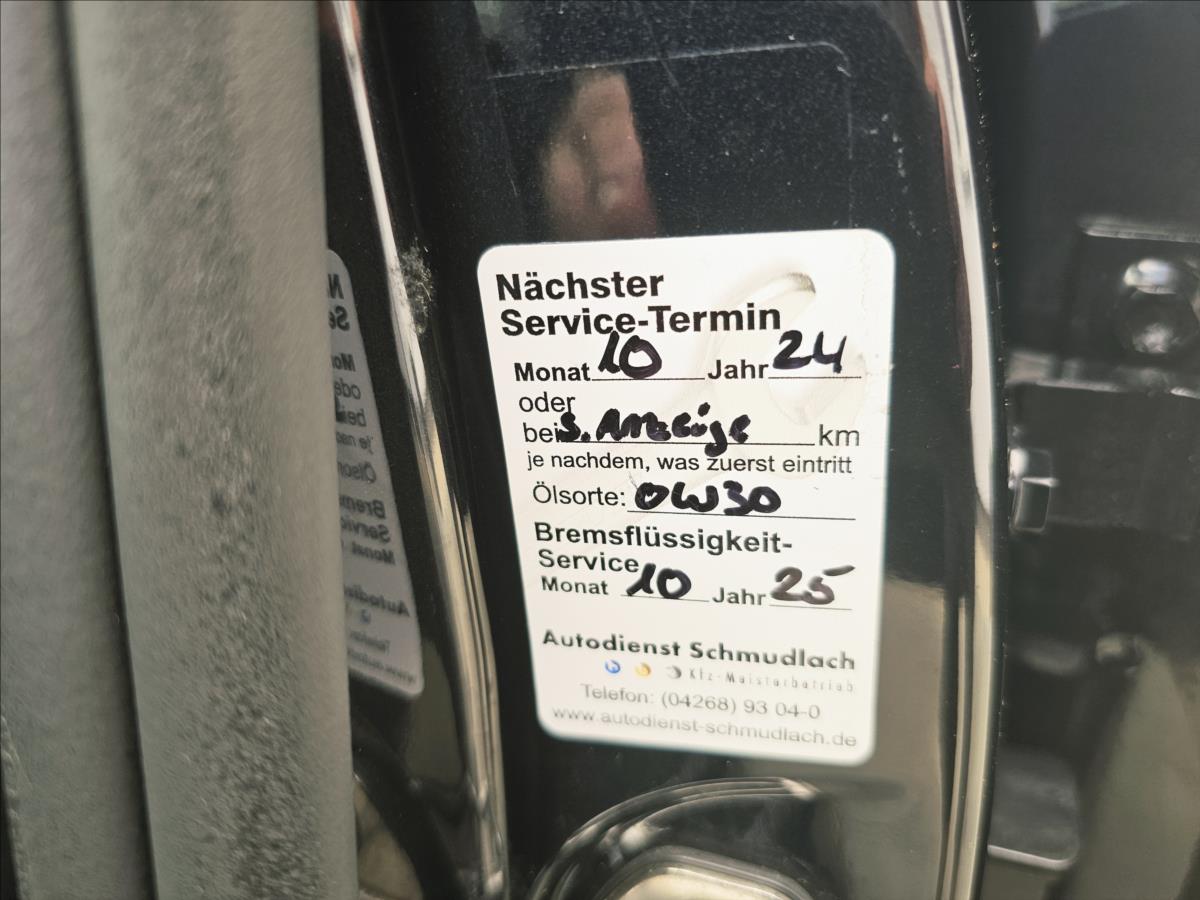 Nächster
Service-Termin
Monat 10 Jahr 24
oder
bei s. Anzeige km
je nachdem, was zuerst eintritt
Ölsorte: 0W30
Bremsflüssigkeit-
Service
Monat 10 Jahr 25
Autodienst Schmudlach
Kfz-Meisterbetrieb
Telefon: (04268) 93 04-0
www.autodienst-schmudlach.de